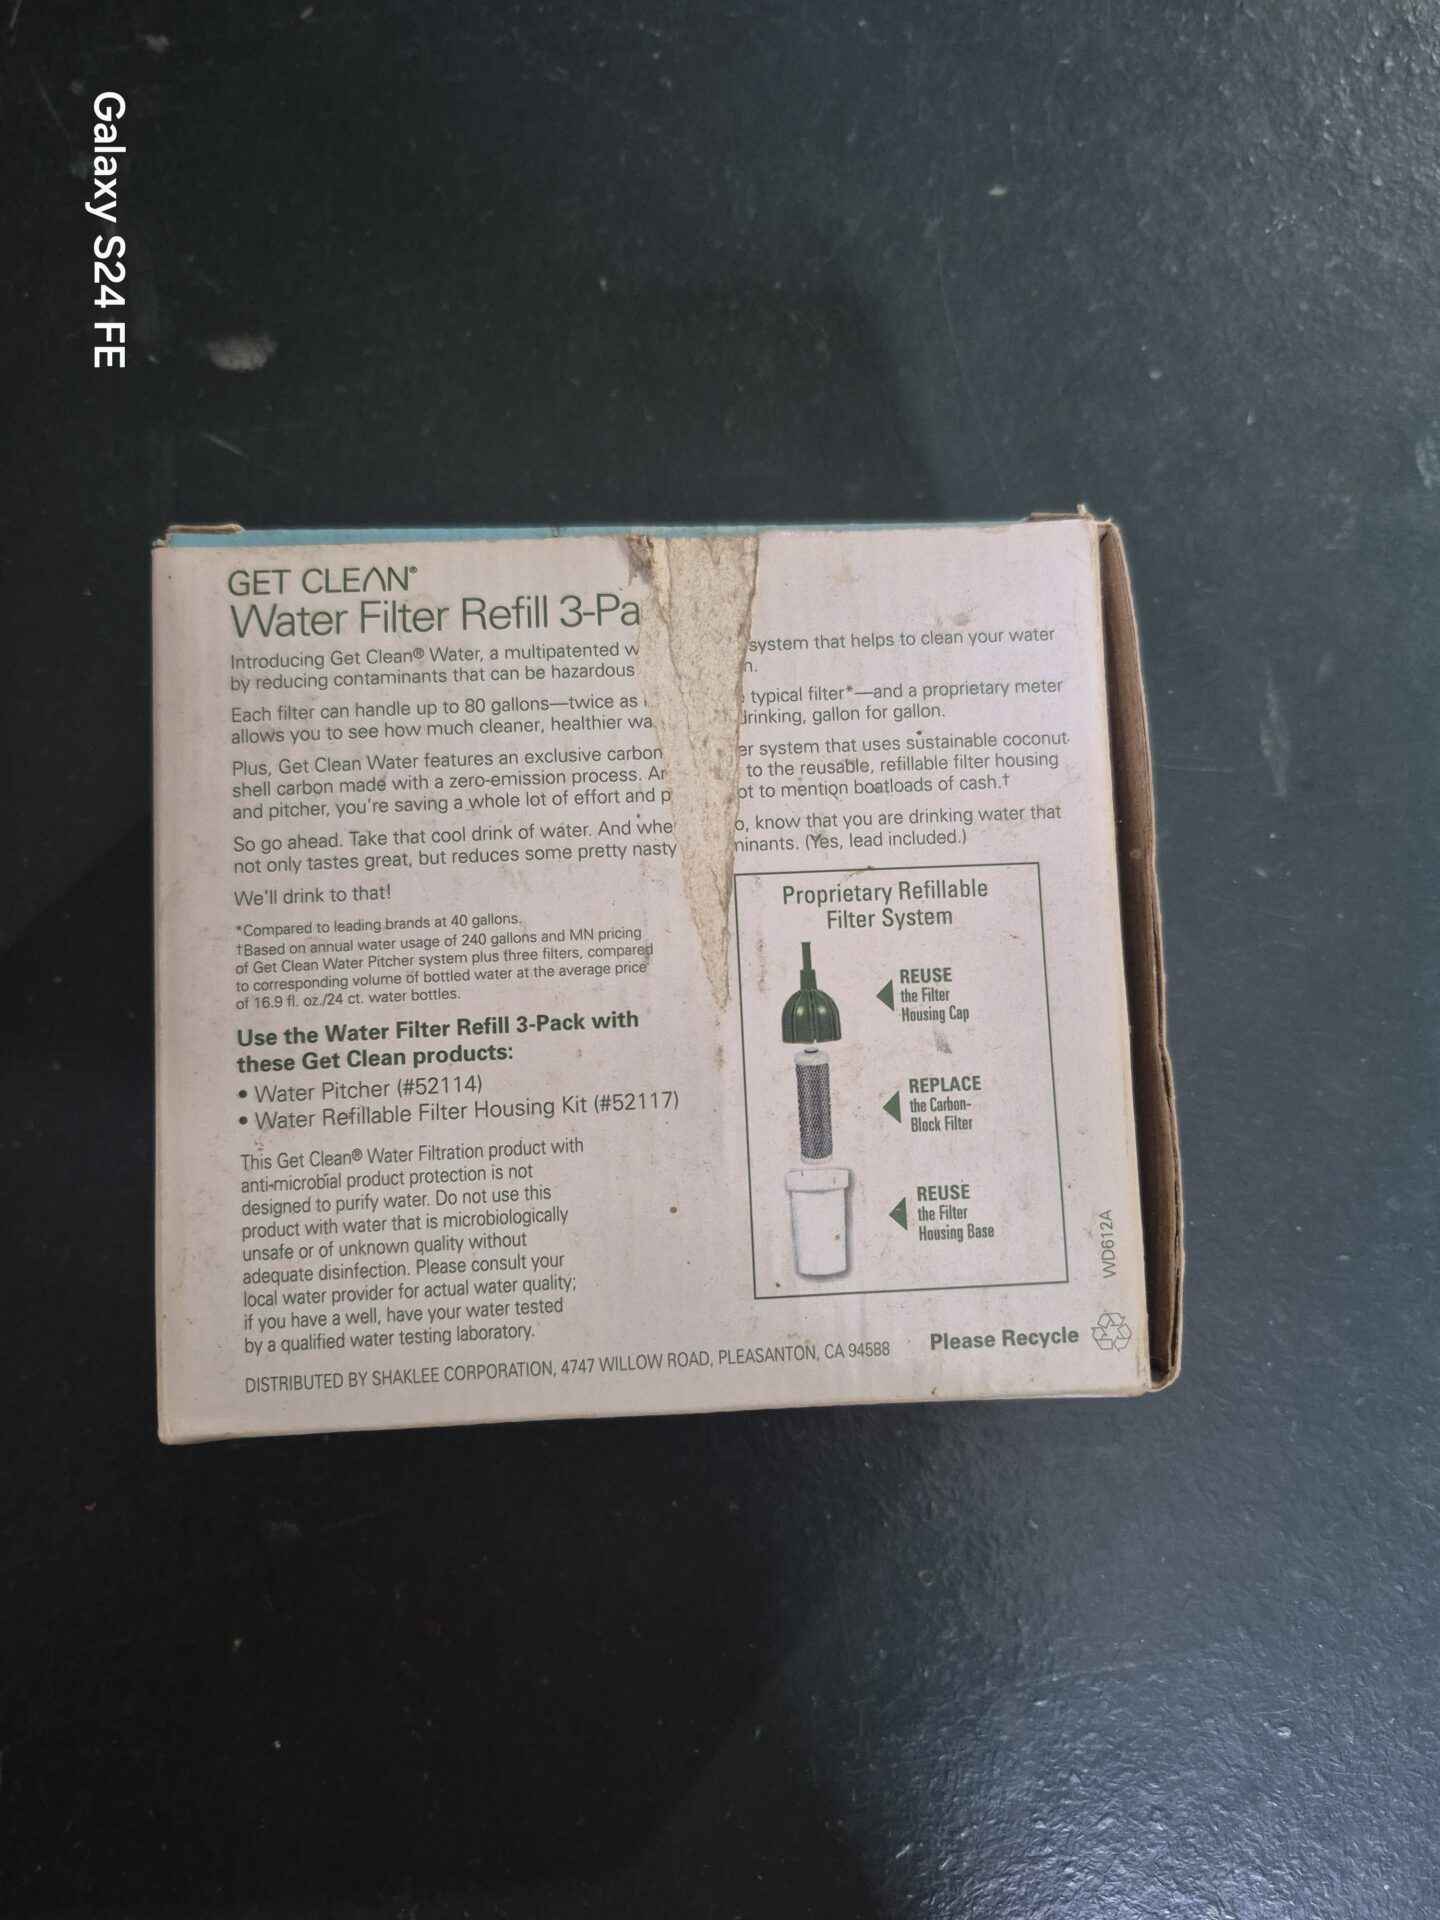 Galaxy S24 FE
GET CLEAN®
Water Filter Refill 3-Pa
Introducing Get Clean® Water, a multipatented w system that helps to clean your water
by reducing contaminants that can be hazardous n.
Each filter can handle up to 80 gallons—twice as typical filter*—and a proprietary meter
allows you to see how much cleaner, healthier wa drinking, gallon for gallon.
Plus, Get Clean Water features an exclusive carbon er system that uses sustainable coconut
shell carbon made with a zero-emission process. Ar to the reusable, refillable filter housing
and pitcher, you're saving a whole lot of effort and p ot to mention boatloads of cash.†
So go ahead. Take that cool drink of water. And whe o, know that you are drinking water that
not only tastes great, but reduces some pretty nasty minants. (Yes, lead included.)
We'll drink to that!
*Compared to leading brands at 40 gallons.
†Based on annual water usage of 240 gallons and MN pricing
of Get Clean Water Pitcher system plus three filters, compared
to corresponding volume of bottled water at the average price
of 16.9 fl. oz./24 ct. water bottles.
Use the Water Filter Refill 3-Pack with
these Get Clean products:
• Water Pitcher (#52114)
• Water Refillable Filter Housing Kit (#52117)
This Get Clean® Water Filtration product with
anti-microbial product protection is not
designed to purify water. Do not use this
product with water that is microbiologically
unsafe or of unknown quality without
adequate disinfection. Please consult your
local water provider for actual water quality;
if you have a well, have your water tested
by a qualified water testing laboratory.
Proprietary Refillable
Filter System
REUSE
the Filter
Housing Cap
REPLACE
the Carbon-
Block Filter
REUSE
the Filter
Housing Base
WD612A
DISTRIBUTED BY SHAKLEE CORPORATION, 4747 WILLOW ROAD, PLEASANTON, CA 94588
Please Recycle